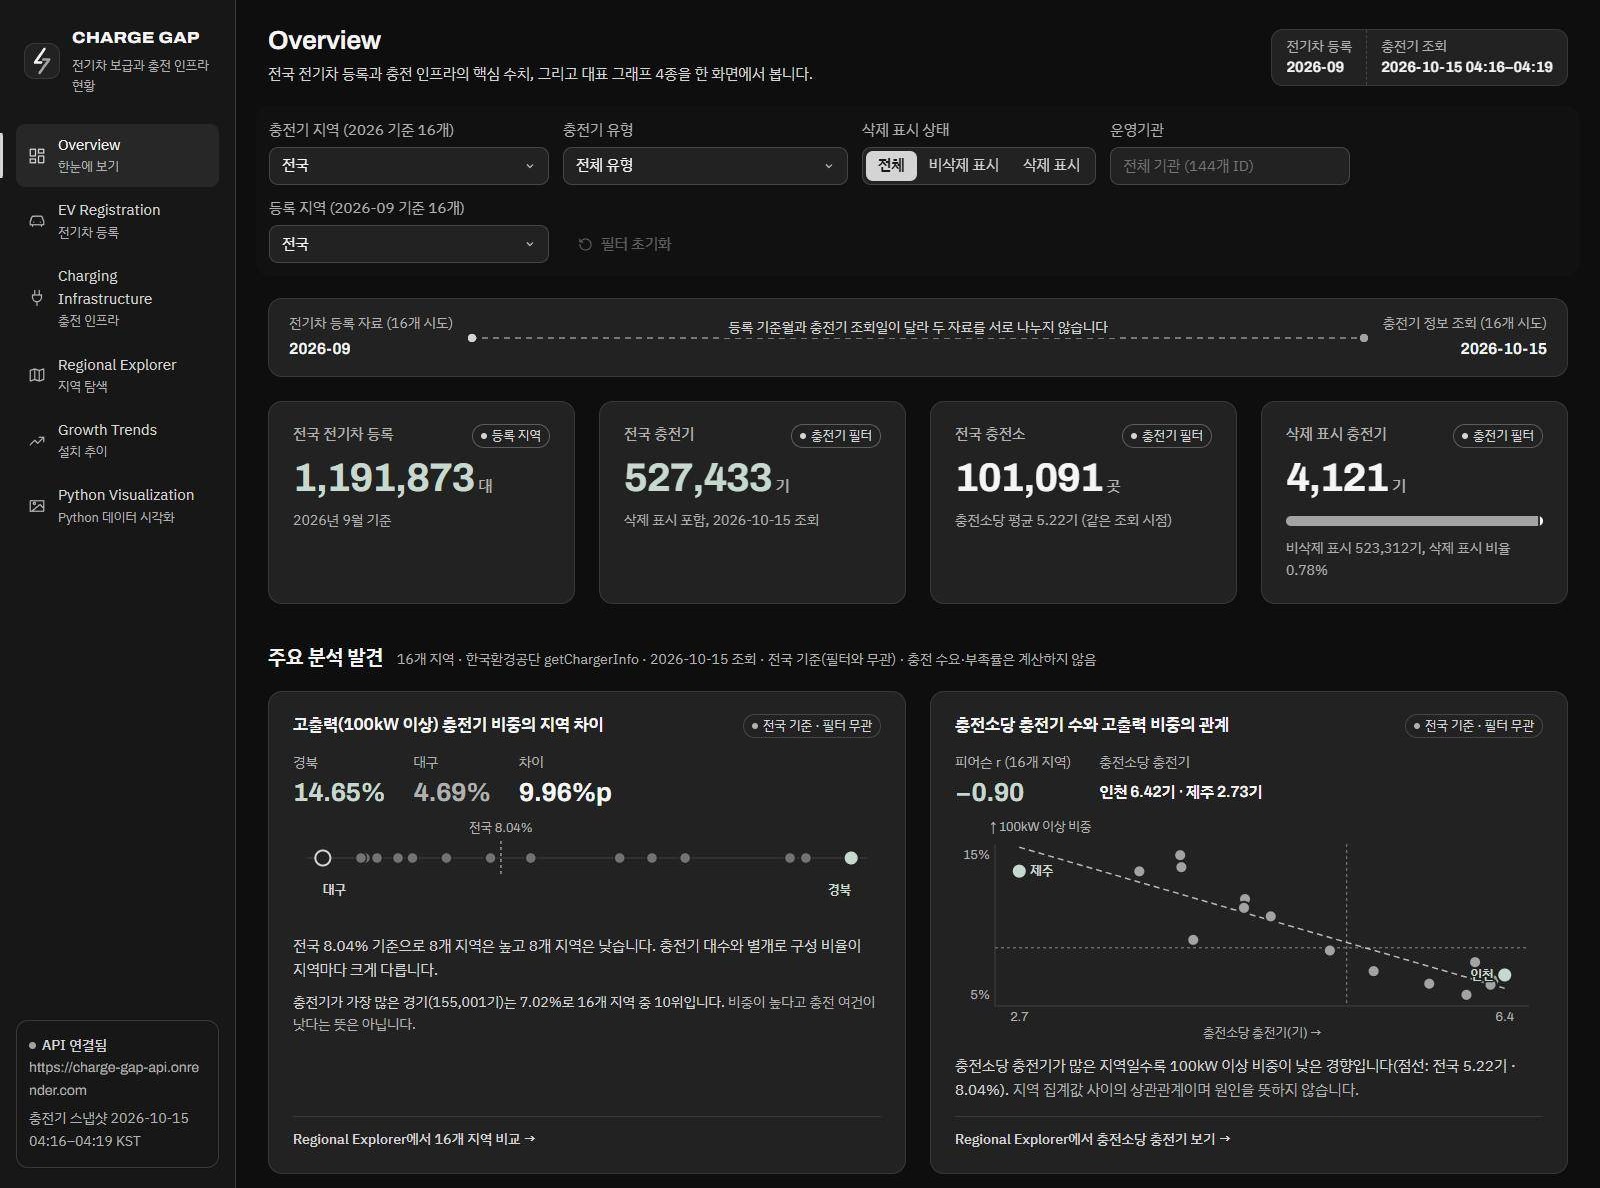 CHARGE GAP
전기차 보급과 충전 인프라
현황
Overview
한눈에 보기
EV Registration
전기차 등록
Charging
Infrastructure
충전 인프라
Regional Explorer
지역 탐색
Growth Trends
설치 추이
Python Visualization
Python 데이터 시각화
API 연결됨
https://charge-gap-api.onre
nder.com
충전기 스냅샷 2026-10-15
04:16–04:19 KST
Overview
전국 전기차 등록과 충전 인프라의 핵심 수치, 그리고 대표 그래프 4종을 한 화면에서 봅니다.
전기차 등록
2026-09
충전기 조회
2026-10-15 04:16–04:19
충전기 지역 (2026 기준 16개)
전국
충전기 유형
전체 유형
삭제 표시 상태
전체 비삭제 표시 삭제 표시
운영기관
전체 기관 (144개 ID)
등록 지역 (2026-09 기준 16개)
전국
필터 초기화
전기차 등록 자료 (16개 시도)
2026-09
등록 기준월과 충전기 조회일이 달라 두 자료를 서로 나누지 않습니다
충전기 정보 조회 (16개 시도)
2026-10-15
전국 전기차 등록
등록 지역
1,191,873 대
2026년 9월 기준
전국 충전기
충전기 필터
527,433 기
삭제 표시 포함, 2026-10-15 조회
전국 충전소
충전기 필터
101,091 곳
충전소당 평균 5.22기 (같은 조회 시점)
삭제 표시 충전기
충전기 필터
4,121 기
비삭제 표시 523,312기, 삭제 표시 비율
0.78%
주요 분석 발견
16개 지역 · 한국환경공단 getChargerInfo · 2026-10-15 조회 · 전국 기준(필터와 무관) · 충전 수요·부족률은 계산하지 않음
고출력(100kW 이상) 충전기 비중의 지역 차이
전국 기준 · 필터 무관
경북
14.65%
대구
4.69%
차이
9.96%p
전국 8.04%
대구
경북
전국 8.04% 기준으로 8개 지역은 높고 8개 지역은 낮습니다. 충전기 대수와 별개로 구성 비율이
지역마다 크게 다릅니다.
충전기가 가장 많은 경기(155,001기)는 7.02%로 16개 지역 중 10위입니다. 비중이 높다고 충전 여건이
낫다는 뜻은 아닙니다.
Regional Explorer에서 16개 지역 비교 →
충전소당 충전기 수와 고출력 비중의 관계
전국 기준 · 필터 무관
피어슨 r (16개 지역)
−0.90
충전소당 충전기
인천 6.42기 · 제주 2.73기
↑ 100kW 이상 비중
15%
제주
인천
5%
2.7
6.4
충전소당 충전기(기) →
충전소당 충전기가 많은 지역일수록 100kW 이상 비중이 낮은 경향입니다(점선: 전국 5.22기 ·
8.04%). 지역 집계값 사이의 상관관계이며 원인을 뜻하지 않습니다.
Regional Explorer에서 충전소당 충전기 보기 →